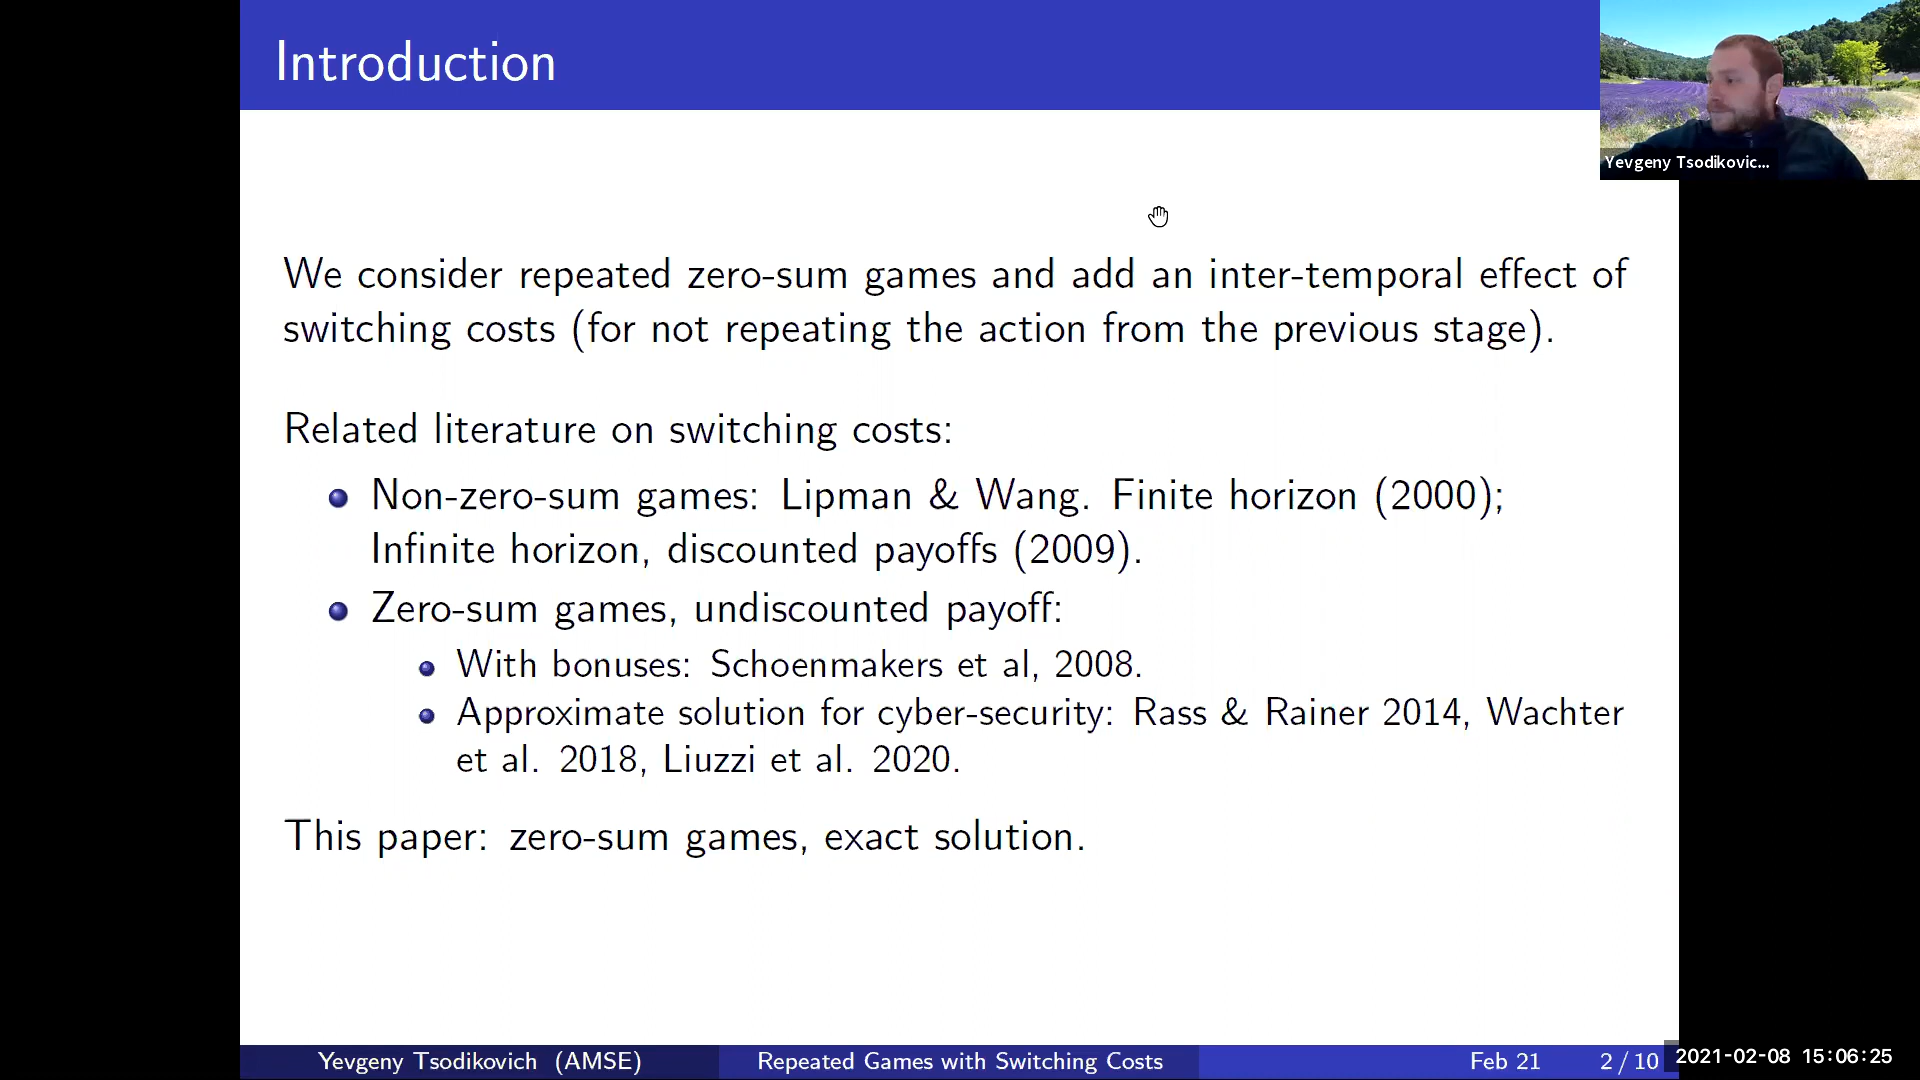 Introduction
Yevgeny Tsodikovic...
We consider repeated zero-sum games and add an inter-temporal effect of
switching costs (for not repeating the action from the previous stage).
Related literature on switching costs:
Non-zero-sum games: Lipman & Wang. Finite horizon (2000);
Infinite horizon, discounted payoffs (2009).
Zero-sum games, undiscounted payoff:
With bonuses: Schoenmakers et al, 2008.
Approximate solution for cyber-security: Rass & Rainer 2014, Wachter
et al. 2018, Liuzzi et al. 2020.
This paper: zero-sum games, exact solution.
Yevgeny Tsodikovich (AMSE) Repeated Games with Switching Costs Feb 21 2 / 10
2021-02-08 15:06:25